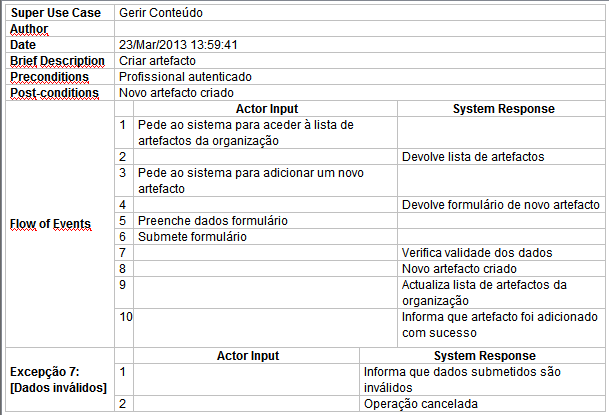 Super Use Case Gerir Conteúdo
Author
Date 23/Mar/2013 13:59:41
Brief Description Criar artefacto
Preconditions Profissional autenticado
Post-conditions Novo artefacto criado
Flow of Events
Actor Input System Response
1 Pede ao sistema para aceder à lista de
artefactos da organização
2 Devolve lista de artefactos
3 Pede ao sistema para adicionar um novo
artefacto
4 Devolve formulário de novo artefacto
5 Preenche dados formulário
6 Submete formulário
7 Verifica validade dos dados
8 Novo artefacto criado
9 Actualiza lista de artefactos da
organização
10 Informa que artefacto foi adicionado
com sucesso
Excepção 7:
[Dados inválidos]
Actor Input System Response
1 Informa que dados submetidos são
inválidos
2 Operação cancelada